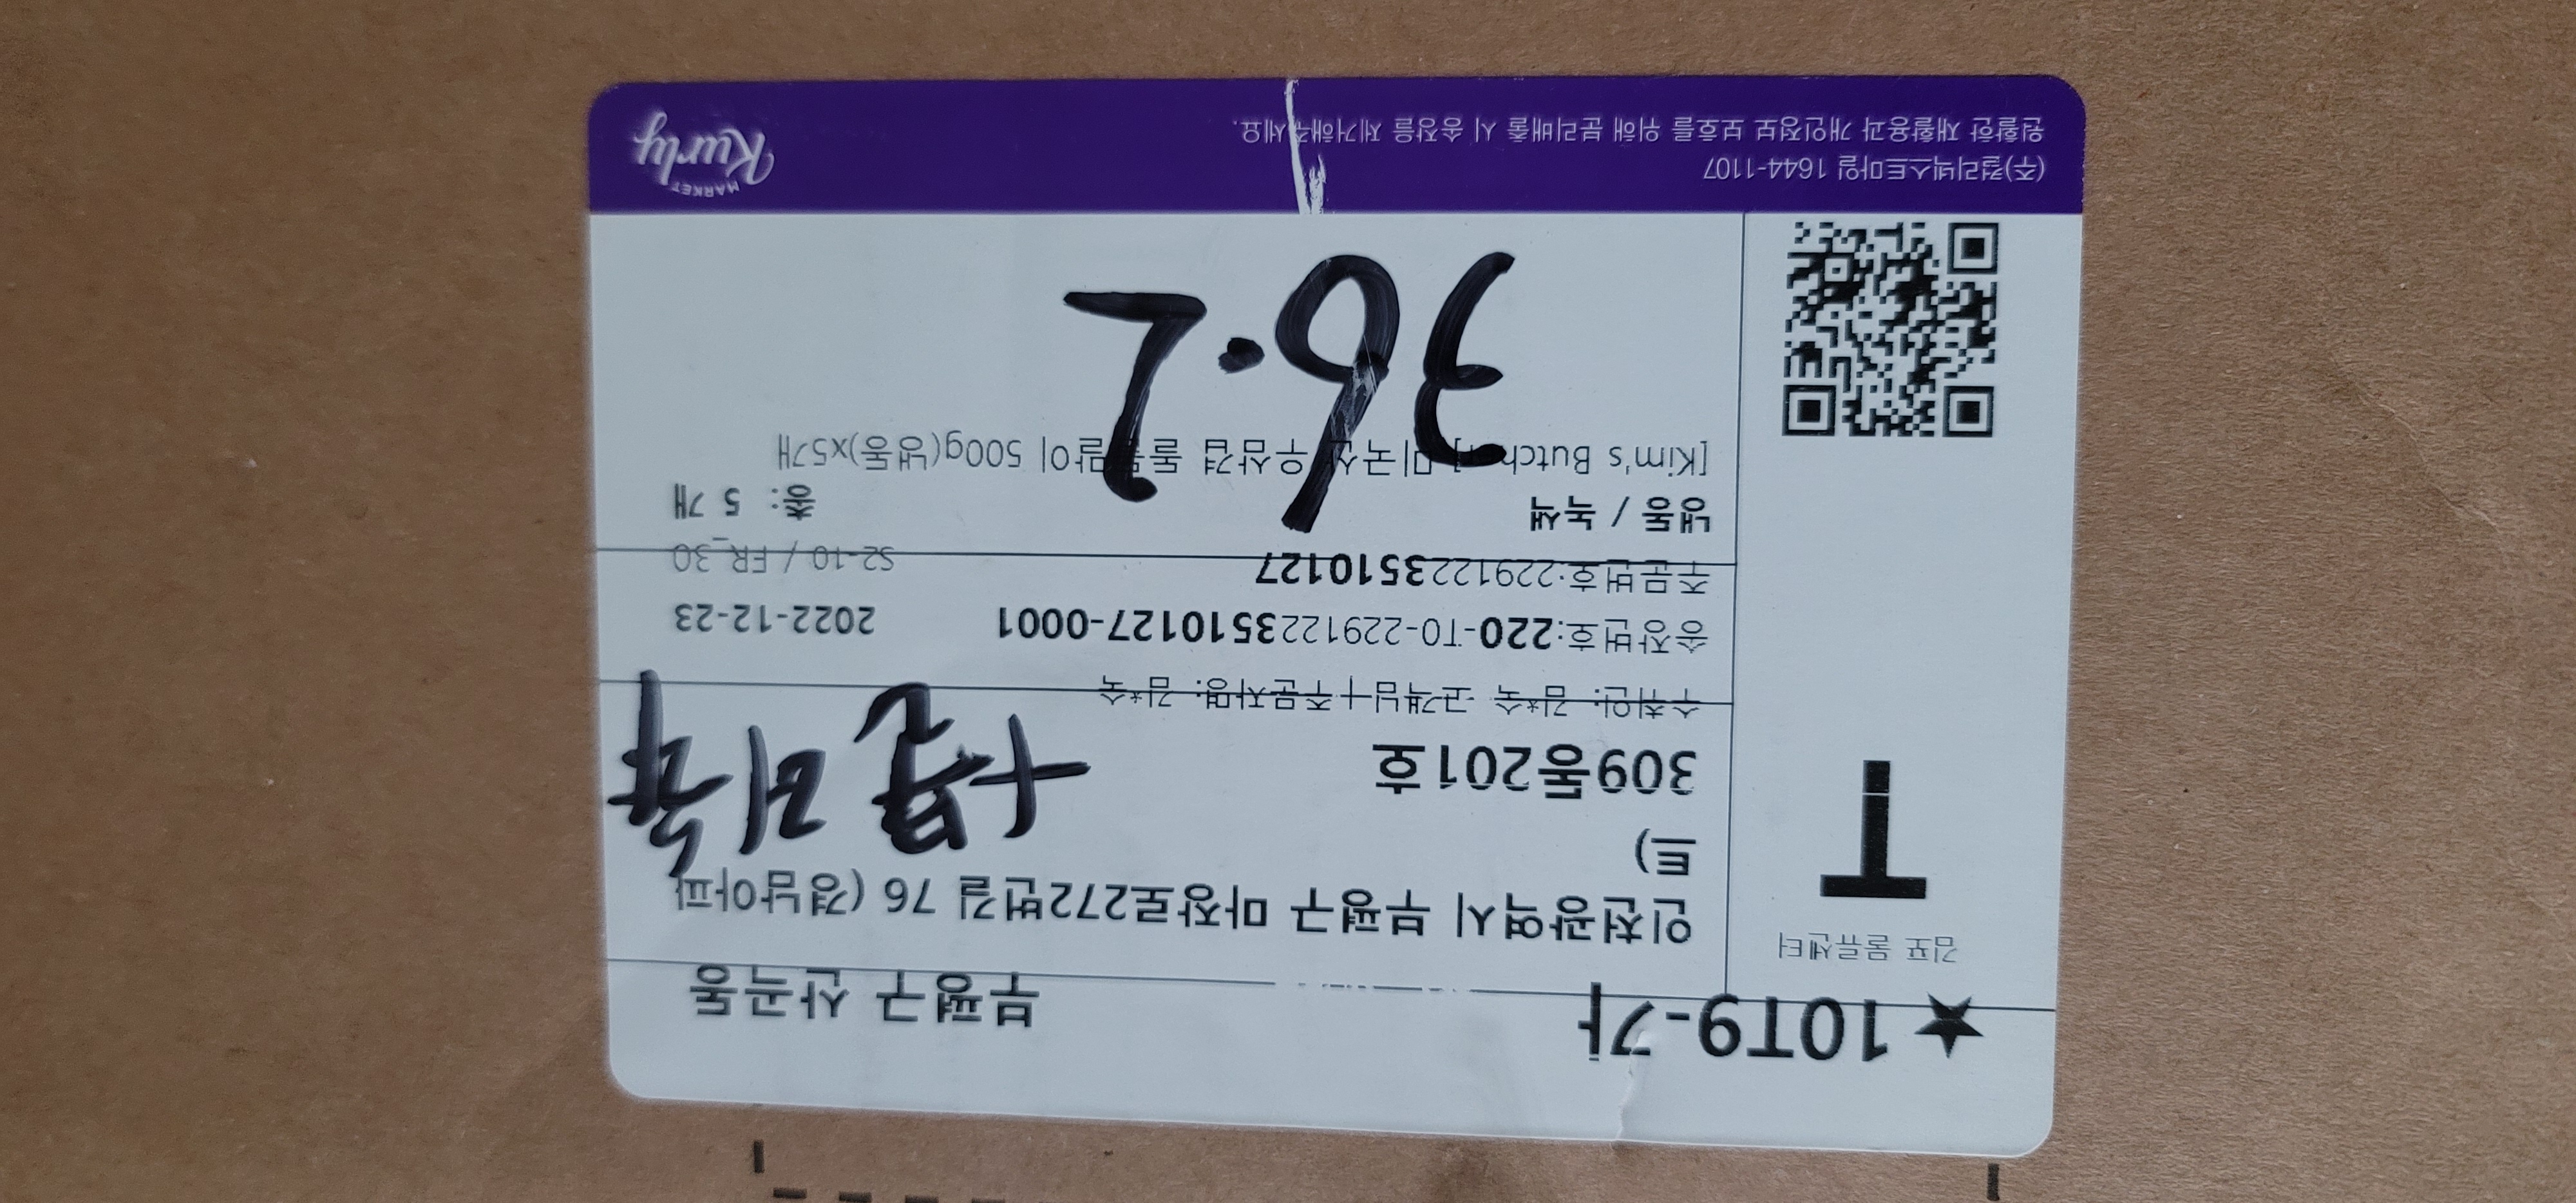 ★ 10T9-가
부평구 산곡동
김포 물류센터
T
인천광역시 부평구 마장로272번길 76 (경남아파
트)
309동201호
수취인: 김*숙 고객님 | 주문자명: 김*숙
송장번호:220-T0-2291223510127-0001 2022-12-23
주문번호:2291223510127 S2-10 / FR_30
냉동 / 녹색 총: 5 개
[Kim's Butcher] 미국산 우삼겹 돌돌말이 500g(냉동)x5개
36.2
(주)컬리넥스트마일 1644-1107
원활한 재활용과 개인정보 보호를 위해 분리배출 시 송장을 제거해주세요.
MARKET
Kurly